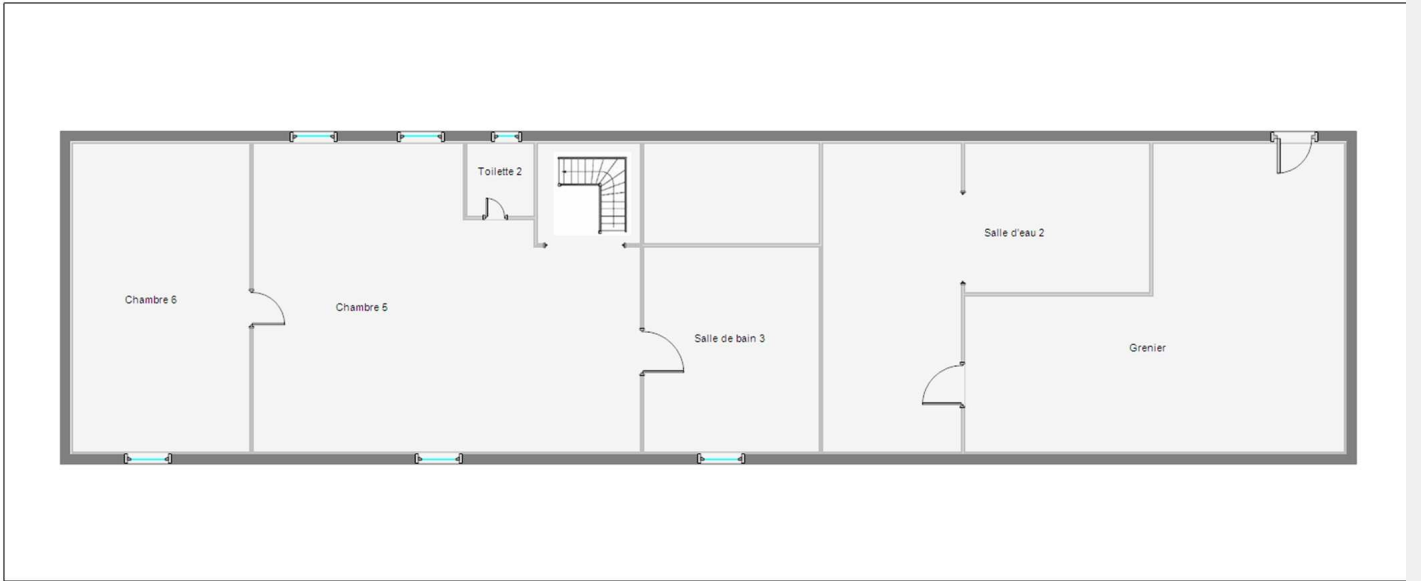 Toilette 2
Salle d'eau 2
Chambre 6
Chambre 5
Salle de bain 3
Grenier